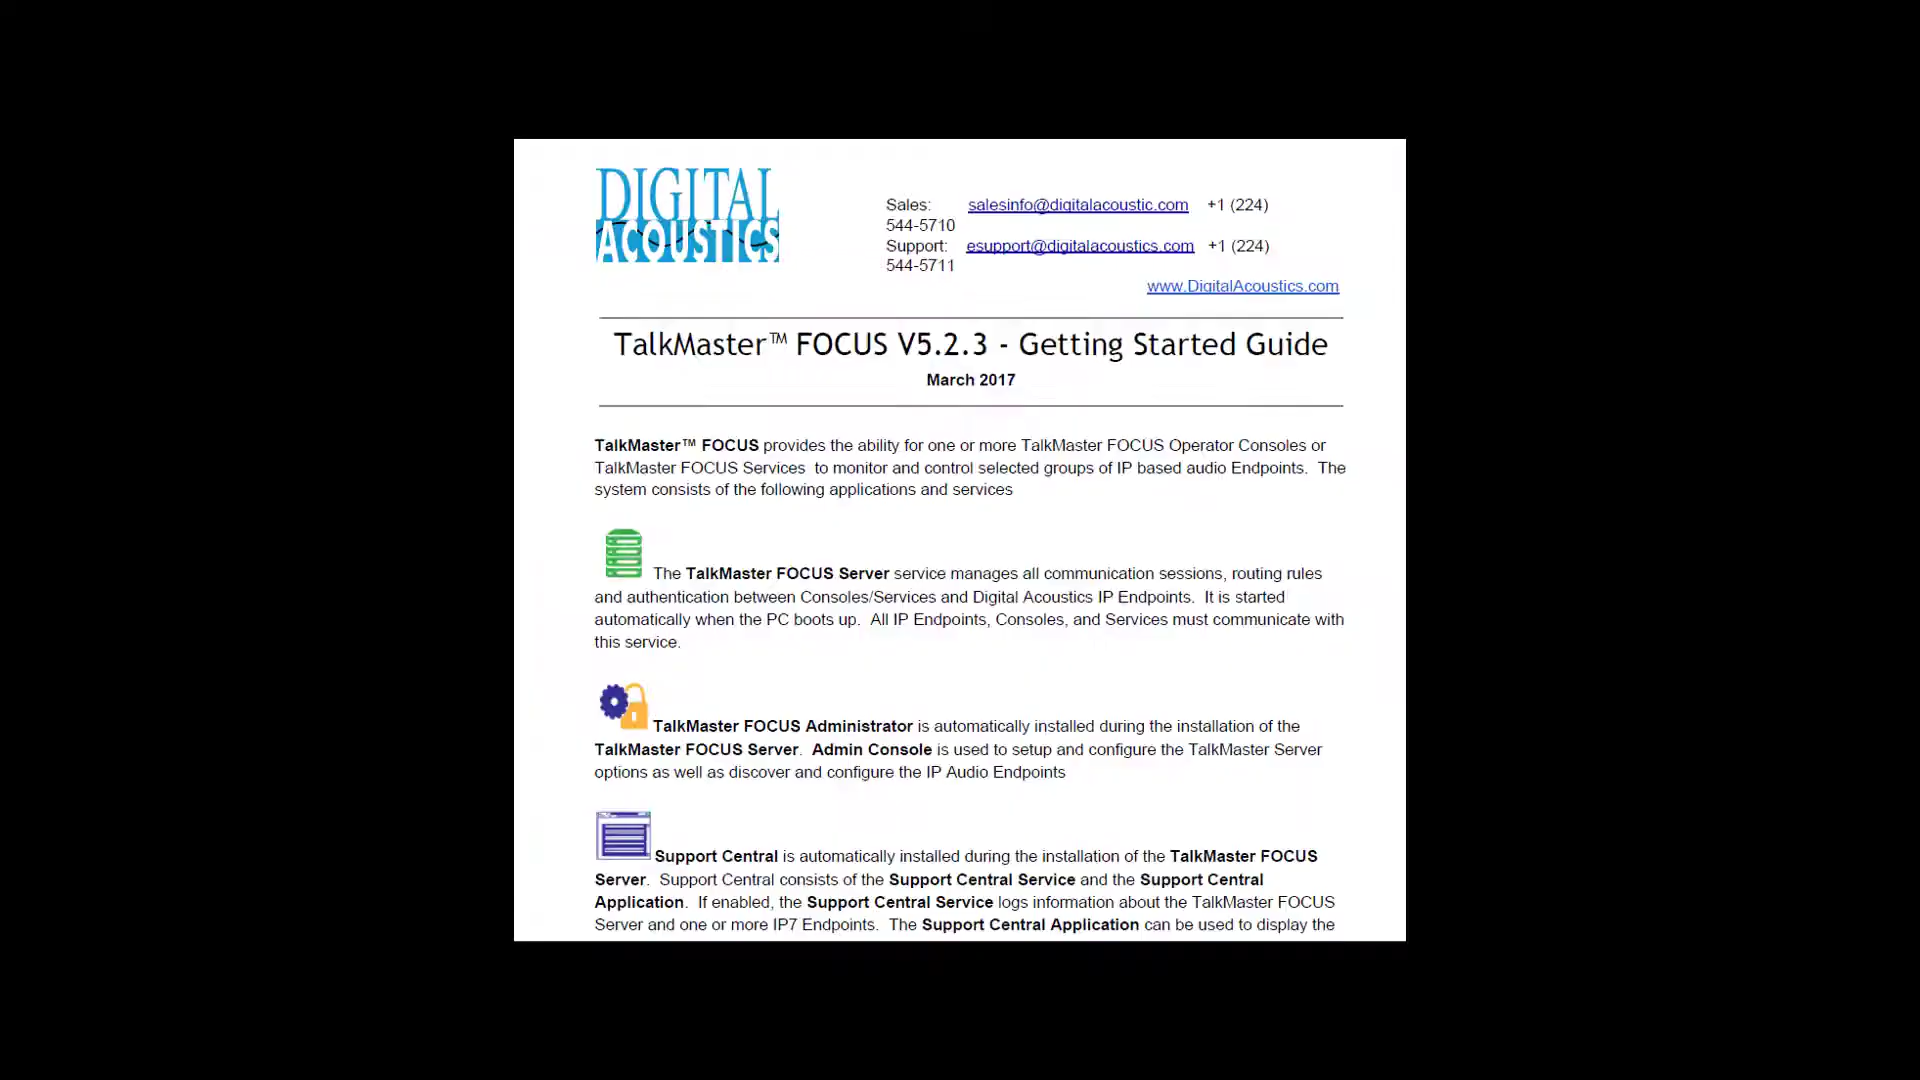 DIGITAL
ACOUSTICS
Sales: salesinfo@digitalacoustic.com +1 (224)
544-5710
Support: esupport@digitalacoustics.com +1 (224)
544-5711
www.DigitalAcoustics.com
TalkMaster™ FOCUS V5.2.3 - Getting Started Guide
March 2017
TalkMaster™ FOCUS provides the ability for one or more TalkMaster FOCUS Operator Consoles or
TalkMaster FOCUS Services to monitor and control selected groups of IP based audio Endpoints. The
system consists of the following applications and services
The TalkMaster FOCUS Server service manages all communication sessions, routing rules
and authentication between Consoles/Services and Digital Acoustics IP Endpoints. It is started
automatically when the PC boots up. All IP Endpoints, Consoles, and Services must communicate with
this service.
TalkMaster FOCUS Administrator is automatically installed during the installation of the
TalkMaster FOCUS Server. Admin Console is used to setup and configure the TalkMaster Server
options as well as discover and configure the IP Audio Endpoints
Support Central is automatically installed during the installation of the TalkMaster FOCUS
Server. Support Central consists of the Support Central Service and the Support Central
Application. If enabled, the Support Central Service logs information about the TalkMaster FOCUS
Server and one or more IP7 Endpoints. The Support Central Application can be used to display the